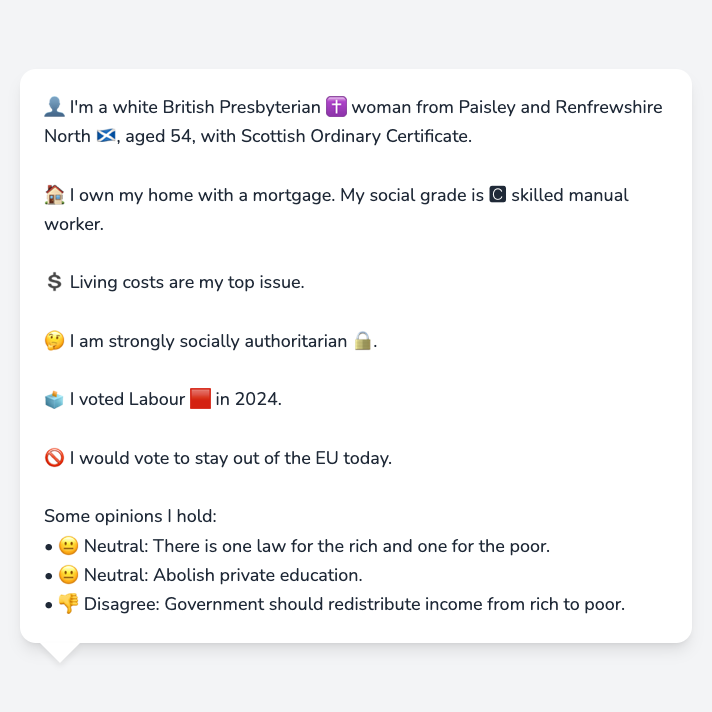 👤 I'm a white British Presbyterian ✝️ woman from Paisley and Renfrewshire
North 🏴󠁧󠁢󠁳󠁣󠁴󠁿, aged 54, with Scottish Ordinary Certificate.
🏠 I own my home with a mortgage. My social grade is 🅲 skilled manual
worker.
💲 Living costs are my top issue.
🤔 I am strongly socially authoritarian 🔒.
🗳️ I voted Labour 🟥 in 2024.
🚫 I would vote to stay out of the EU today.
Some opinions I hold:
• 😐 Neutral: There is one law for the rich and one for the poor.
• 😐 Neutral: Abolish private education.
• 👎 Disagree: Government should redistribute income from rich to poor.